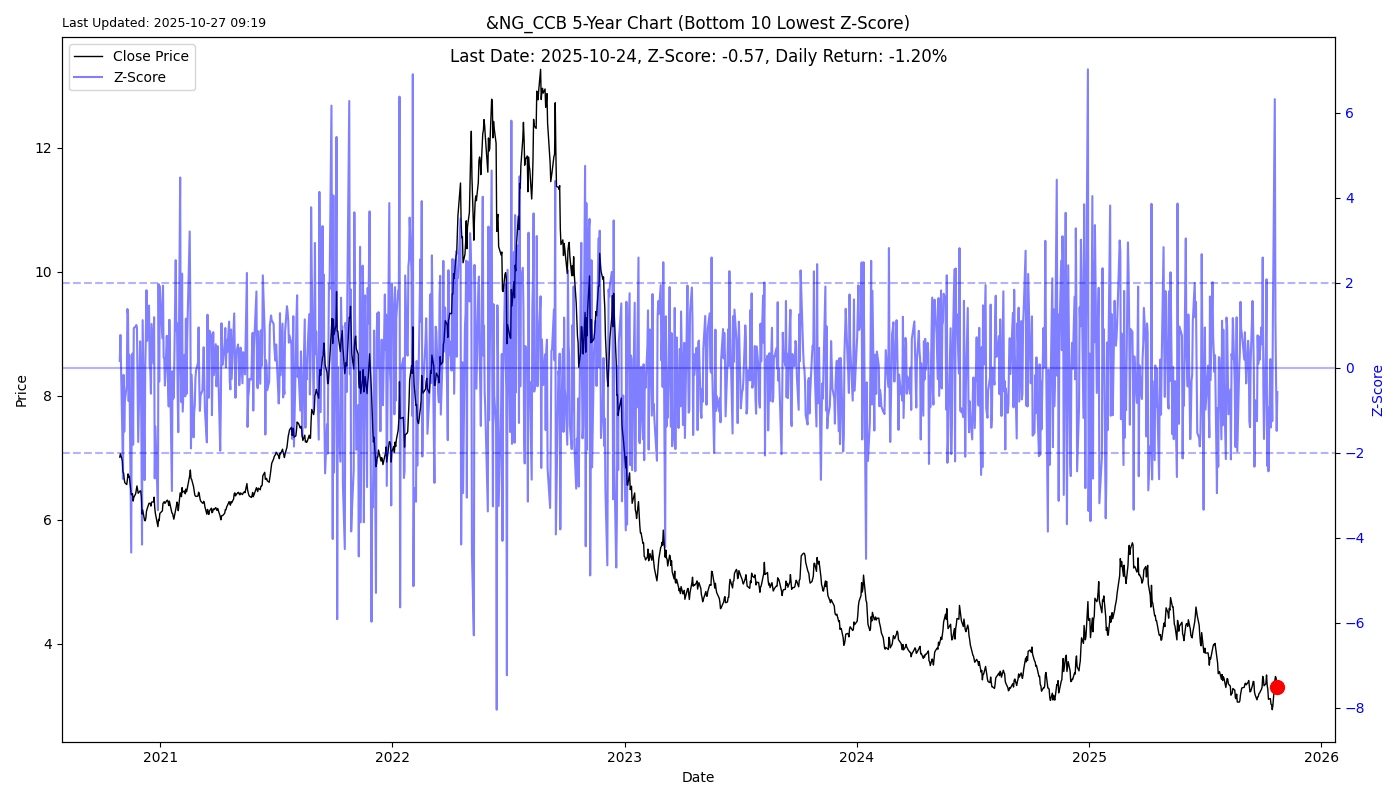 Last Updated: 2025-10-27 09:19
&NG_CCB 5-Year Chart (Bottom 10 Lowest Z-Score)
Last Date: 2025-10-24, Z-Score: -0.57, Daily Return: -1.20%
Close Price
Z-Score
12
10
8
6
4
Price
6
4
2
0
−2
−4
−6
−8
Z-Score
2021
2022
2023
2024
2025
2026
Date